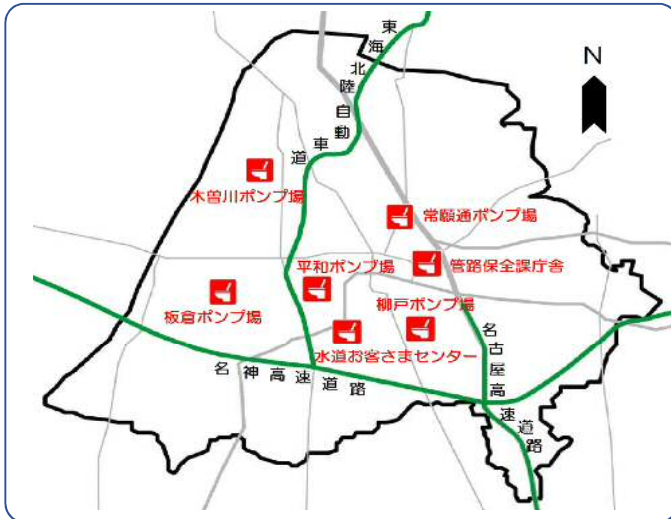 東海北陸自動車道
N
木曽川ポンプ場
常願通ポンプ場
平和ポンプ場
管路保全課庁舎
板倉ポンプ場
柳戸ポンプ場
水道お客さまセンター
名神高速道路
名古屋高速道路